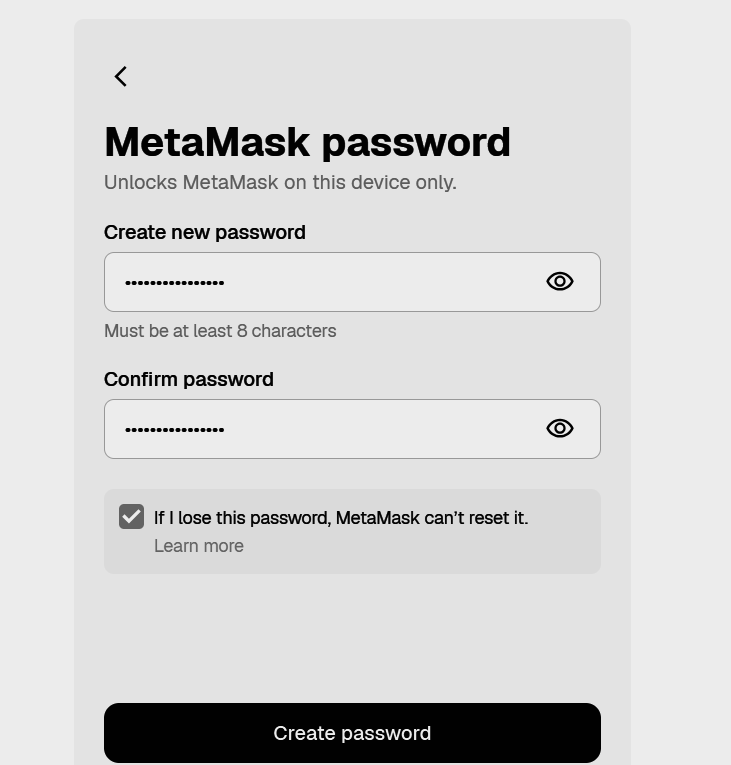 MetaMask password
Unlocks MetaMask on this device only.
Create new password
••••••••••••••••
Must be at least 8 characters
Confirm password
••••••••••••••••
If I lose this password, MetaMask can’t reset it.
Learn more
Create password